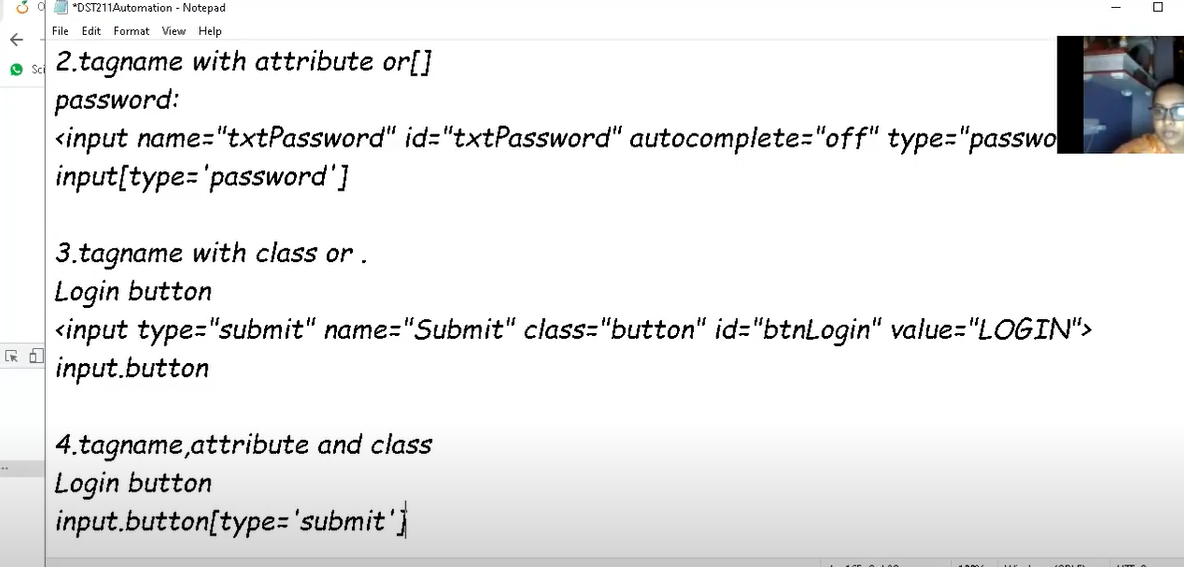 *DST211Automation - Notepad
File Edit Format View Help
2.tagname with attribute or[]
password:
<input name="txtPassword" id="txtPassword" autocomplete="off" type="passwo
input[type='password']
3.tagname with class or .
Login button
<input type="submit" name="Submit" class="button" id="btnLogin" value="LOGIN">
input.button
4.tagname,attribute and class
Login button
input.button[type='submit']